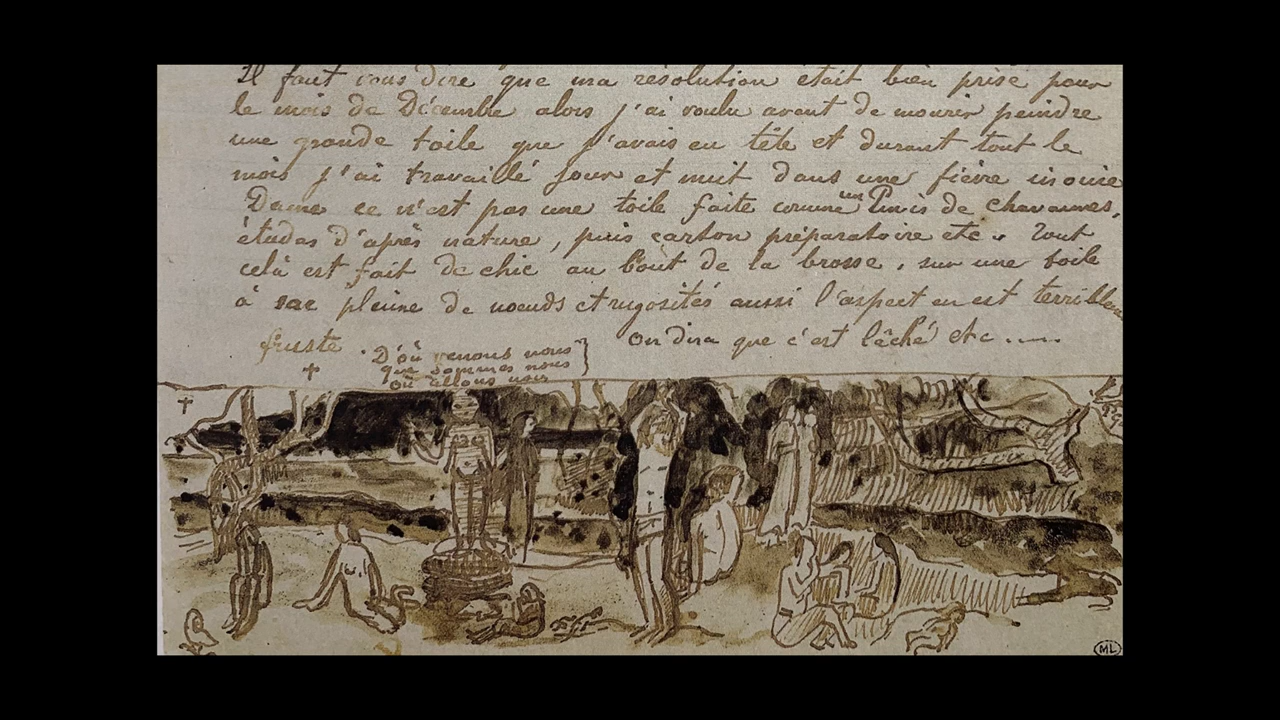 Il faut vous dire que ma résolution était bien prise pour
le mois de Décembre alors j'ai voulu avant de mourir peindre
une grande toile que j'avais en tête et durant tout le
mois j'ai travaillé jour et nuit dans une fièvre inouie
Dame ce n'est pas une toile faite comme un Puvis de chavannes,
études d'après nature, puis carton préparatoire etc. Tout
celà est fait de chic au bout de la brosse, sur une toile
à sac pleine de noeuds et rugosités aussi l'aspect en est terriblem
fruste On dira que c'est lâché etc.....
D'où venons nous
que sommes nous
où allons nous
ML